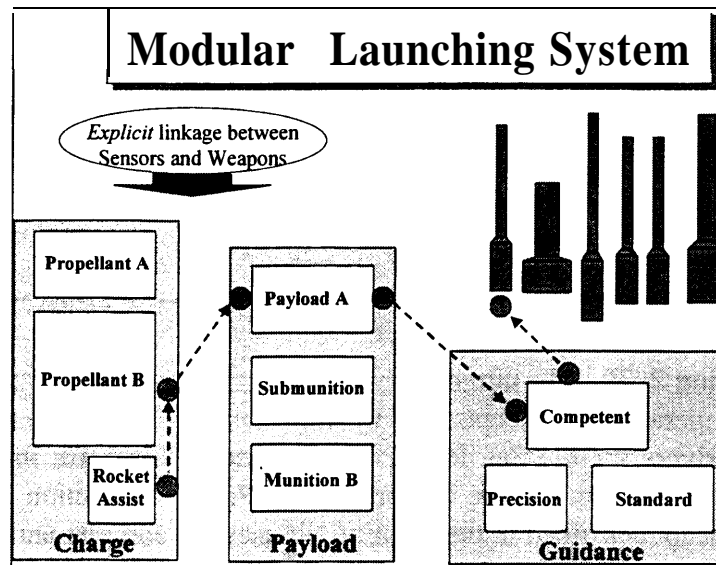 Modular Launching System
Explicit linkage between
Sensors and Weapons
Propellant A
Propellant B
Rocket
Assist
Charge
Payload A
Submunition
Munition B
Payload
Competent
Precision
Standard
Guidance